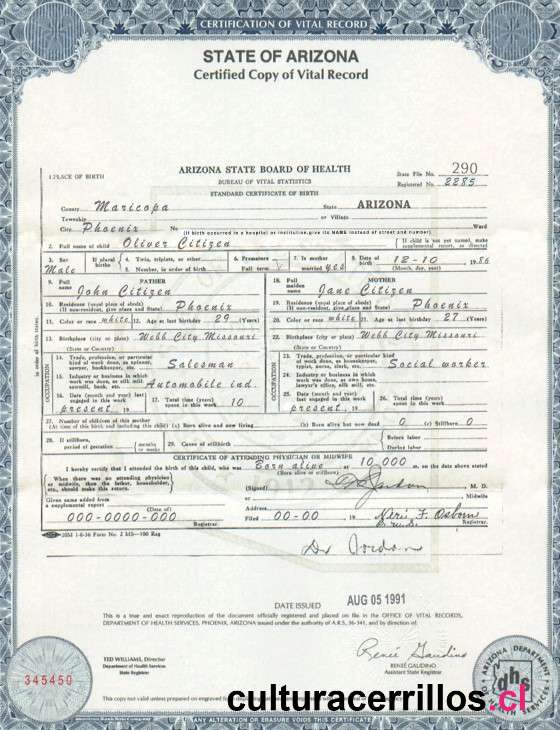 CERTIFICATION OF VITAL RECORD
STATE OF ARIZONA
Certified Copy of Vital Record
ARIZONA STATE BOARD OF HEALTH
BUREAU OF VITAL STATISTICS
STANDARD CERTIFICATE OF BIRTH
Date File No. 290
Registered No. 2285
1 PLACE OF BIRTH
County Maricopa State ARIZONA
Township or Village
City Phoenix No Ward
(If birth occurred in a hospital or institution, give its NAME instead of street and number)
2. Full name of child Oliver Citizen
If child is not yet named, make supplemental report, as directed.
3. Sex Male If plural births 4. Twin, triplets, or other 5. Number, in order of birth 6. Premature Full term 7. Is mother married yes 8. Date of birth 12-10 1986
(Month, day, year)
9. Full name FATHER John Citizen
18. Full maiden name MOTHER Jane Citizen
10. Residence (usual place of abode) (If non-resident, give place and State) Phoenix
19. Residence (usual place of abode) (If non-resident, give place and State) Phoenix
11. Color or race white 12. Age at last birthday 29 (Years)
20. Color or race white 21. Age at last birthday 27 (Years)
13. Birthplace (city or place) Webb City Missouri
(State or Country)
22. Birthplace (city or place) Webb City Missouri
(State or Country)
OCCUPATION
14. Trade, profession, or particular kind of work done, as spinner, sawyer, bookkeeper, etc. Salesman
15. Industry or business in which work was done, as silk mill, sawmill, bank, etc. Automobile ind.
16. Date (month and year) last engaged in this work present 19
17. Total time (years) spent in this work 10
OCCUPATION
23. Trade, profession, or particular kind of work done, as housekeeper, typist, nurse, clerk, etc. Social worker
24. Industry or business in which work was done, as own home, lawyer's office, silk mill, etc.
25. Date (month and year) last engaged in this work present 19
26. Total time (years) spent in this work
27. Number of children of this mother
(At time of this birth and including this child) (a) Born alive and now living (b) Born alive but now dead 0 (c) Stillborn 0
28. If stillborn, period of gestation months or weeks 29. Cause of stillbirth Before labor
During labor
CERTIFICATE OF ATTENDING PHYSICIAN OR MIDWIFE
I hereby certify that I attended the birth of this child, who was Born alive at 10,000 m. on the date above stated
(Born alive or stillborn)
When there was no attending physician or midwife, then the father, householder, etc., should make this return.
(Signed) M. D.
or Midwife
Given name added from a supplemental report
(Date of)
Address
000-0000-000 Registrar.
Filed 00-00 19 F. Osborn
Registrar.
DATE ISSUED AUG 05 1991
This is a true and exact reproduction of the document officially registered and placed on file in the OFFICE OF VITAL RECORDS,
DEPARTMENT OF HEALTH SERVICES, PHOENIX, ARIZONA issued under the authority of A.R.S. 36-341, and by direction of:
Reneé Gaudino
TED WILLIAMS, Director
Department of Health Services
State Registrar
RENEÉ GAUDINO
Assistant State Registrar
345450
ARIZONA DEPARTMENT
HEALTH SERVICES
This copy not valid unless prepared on engraved
culturacerrillos.cl
ANY ALTERATION OR ERASURE VOIDS THIS CERTIFICATE